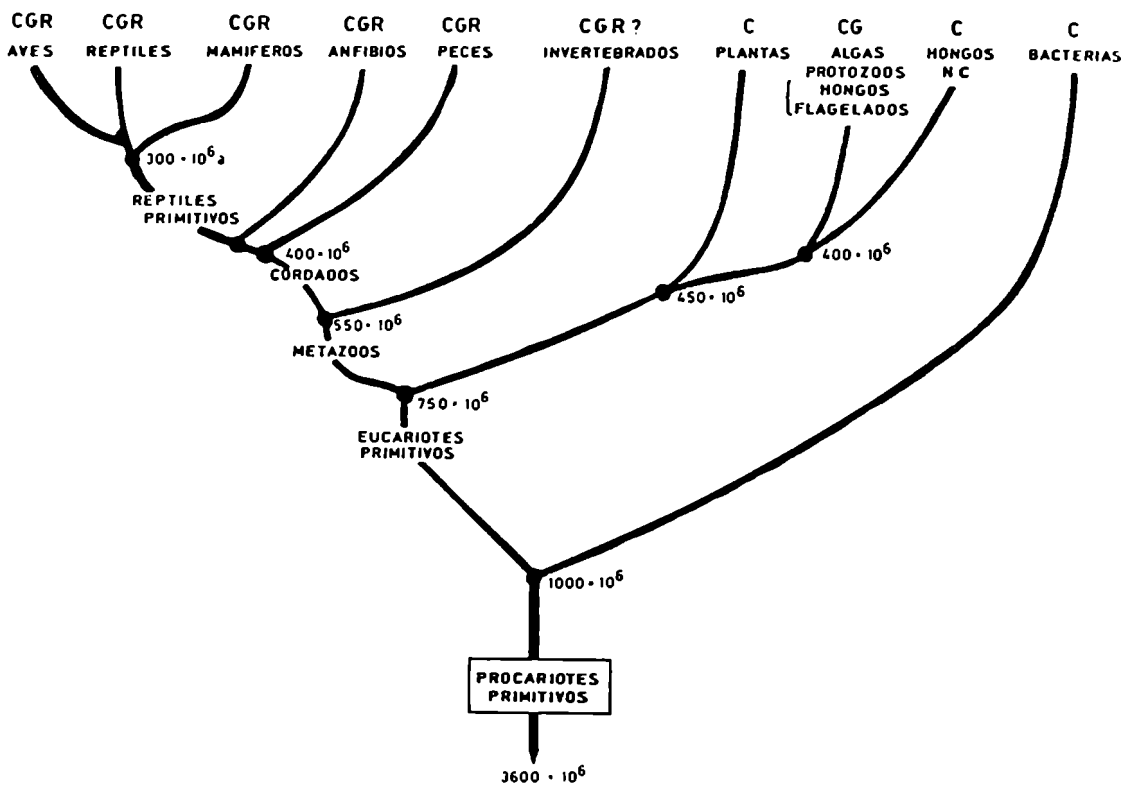 CGR CGR CGR CGR CGR CGR? C CG C C
AVES REPTILES MAMIFEROS ANFIBIOS PECES INVERTEBRADOS PLANTAS ALGAS HONGOS BACTERIAS
PROTOZOOS N C
HONGOS
FLAGELADOS
300·10⁶a
REPTILES
PRIMITIVOS
400·10⁶
400·10⁶
CORDADOS
450·10⁶
550·10⁶
METAZOOS
750·10⁶
EUCARIOTES
PRIMITIVOS
1000·10⁶
PROCARIOTES
PRIMITIVOS
3600·10⁶